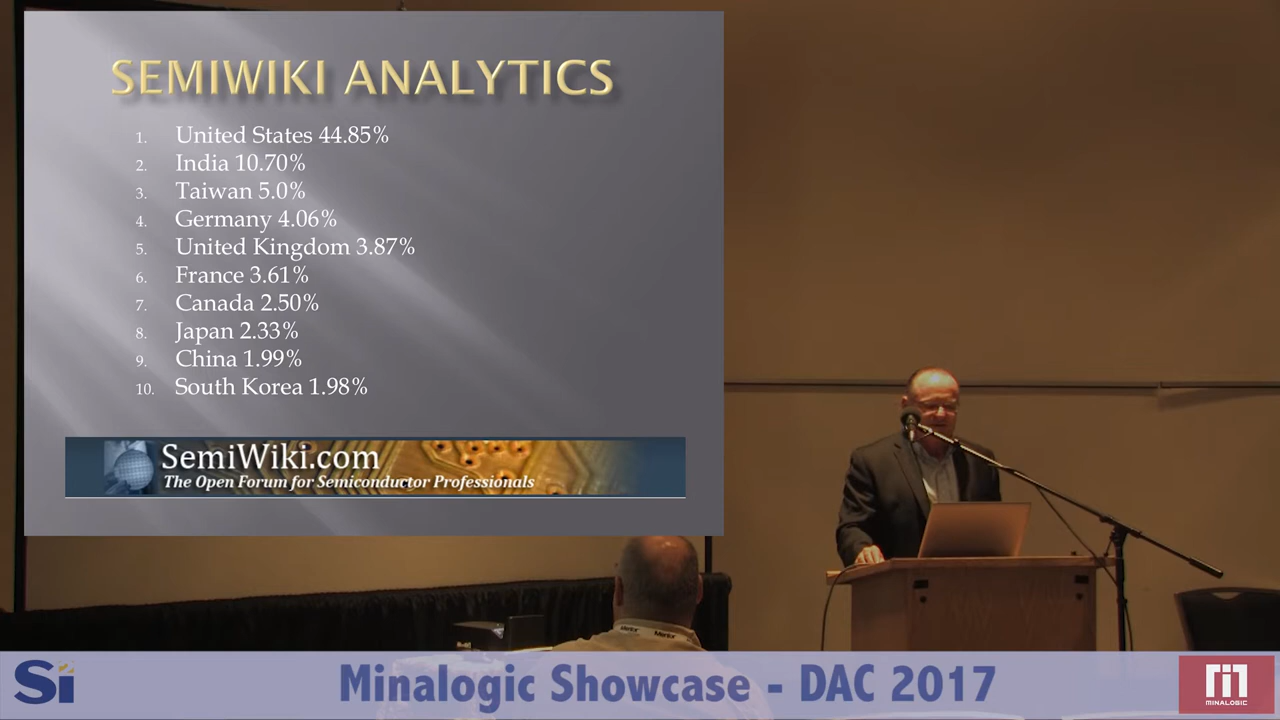 SEMIWIKI ANALYTICS
1. United States 44.85%
2. India 10.70%
3. Taiwan 5.0%
4. Germany 4.06%
5. United Kingdom 3.87%
6. France 3.61%
7. Canada 2.50%
8. Japan 2.33%
9. China 1.99%
10. South Korea 1.98%
SemiWiki.com
The Open Forum for Semiconductor Professionals
Mentor Mentor
Si Minalogic Showcase - DAC 2017
MINALOGIC